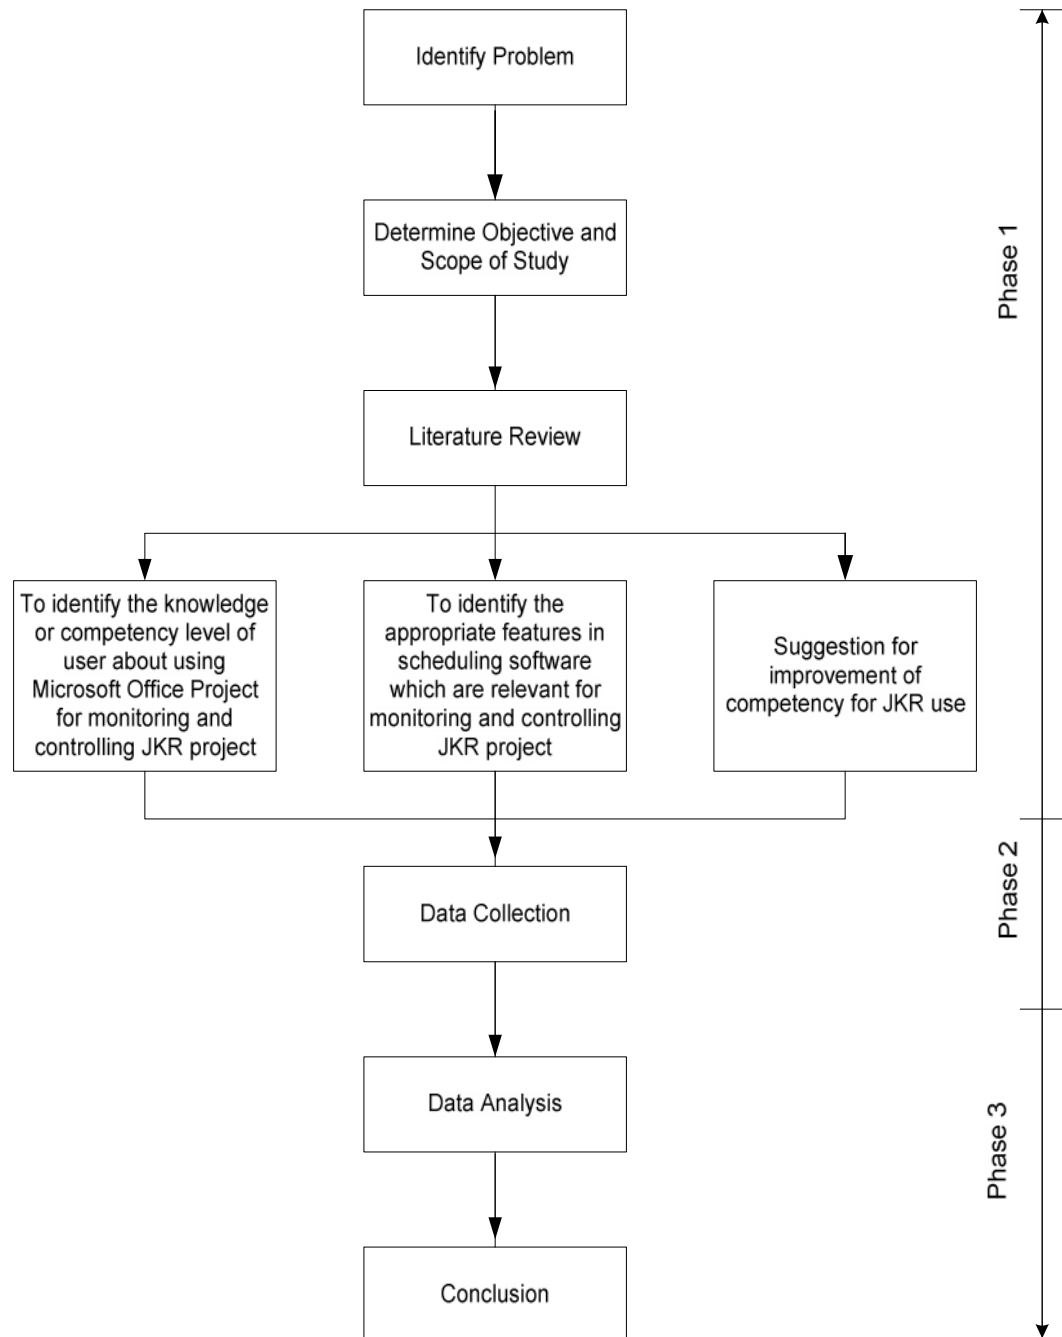 Identify Problem
Determine Objective and
Scope of Study
Phase 1
Literature Review
To identify the knowledge
or competency level of
user about using
Microsoft Office Project
for monitoring and
controlling JKR project
To identify the
appropriate features in
scheduling software
which are relevant for
monitoring and controlling
JKR project
Suggestion for
improvement of
competency for JKR use
Phase 2
Data Collection
Data Analysis
Phase 3
Conclusion